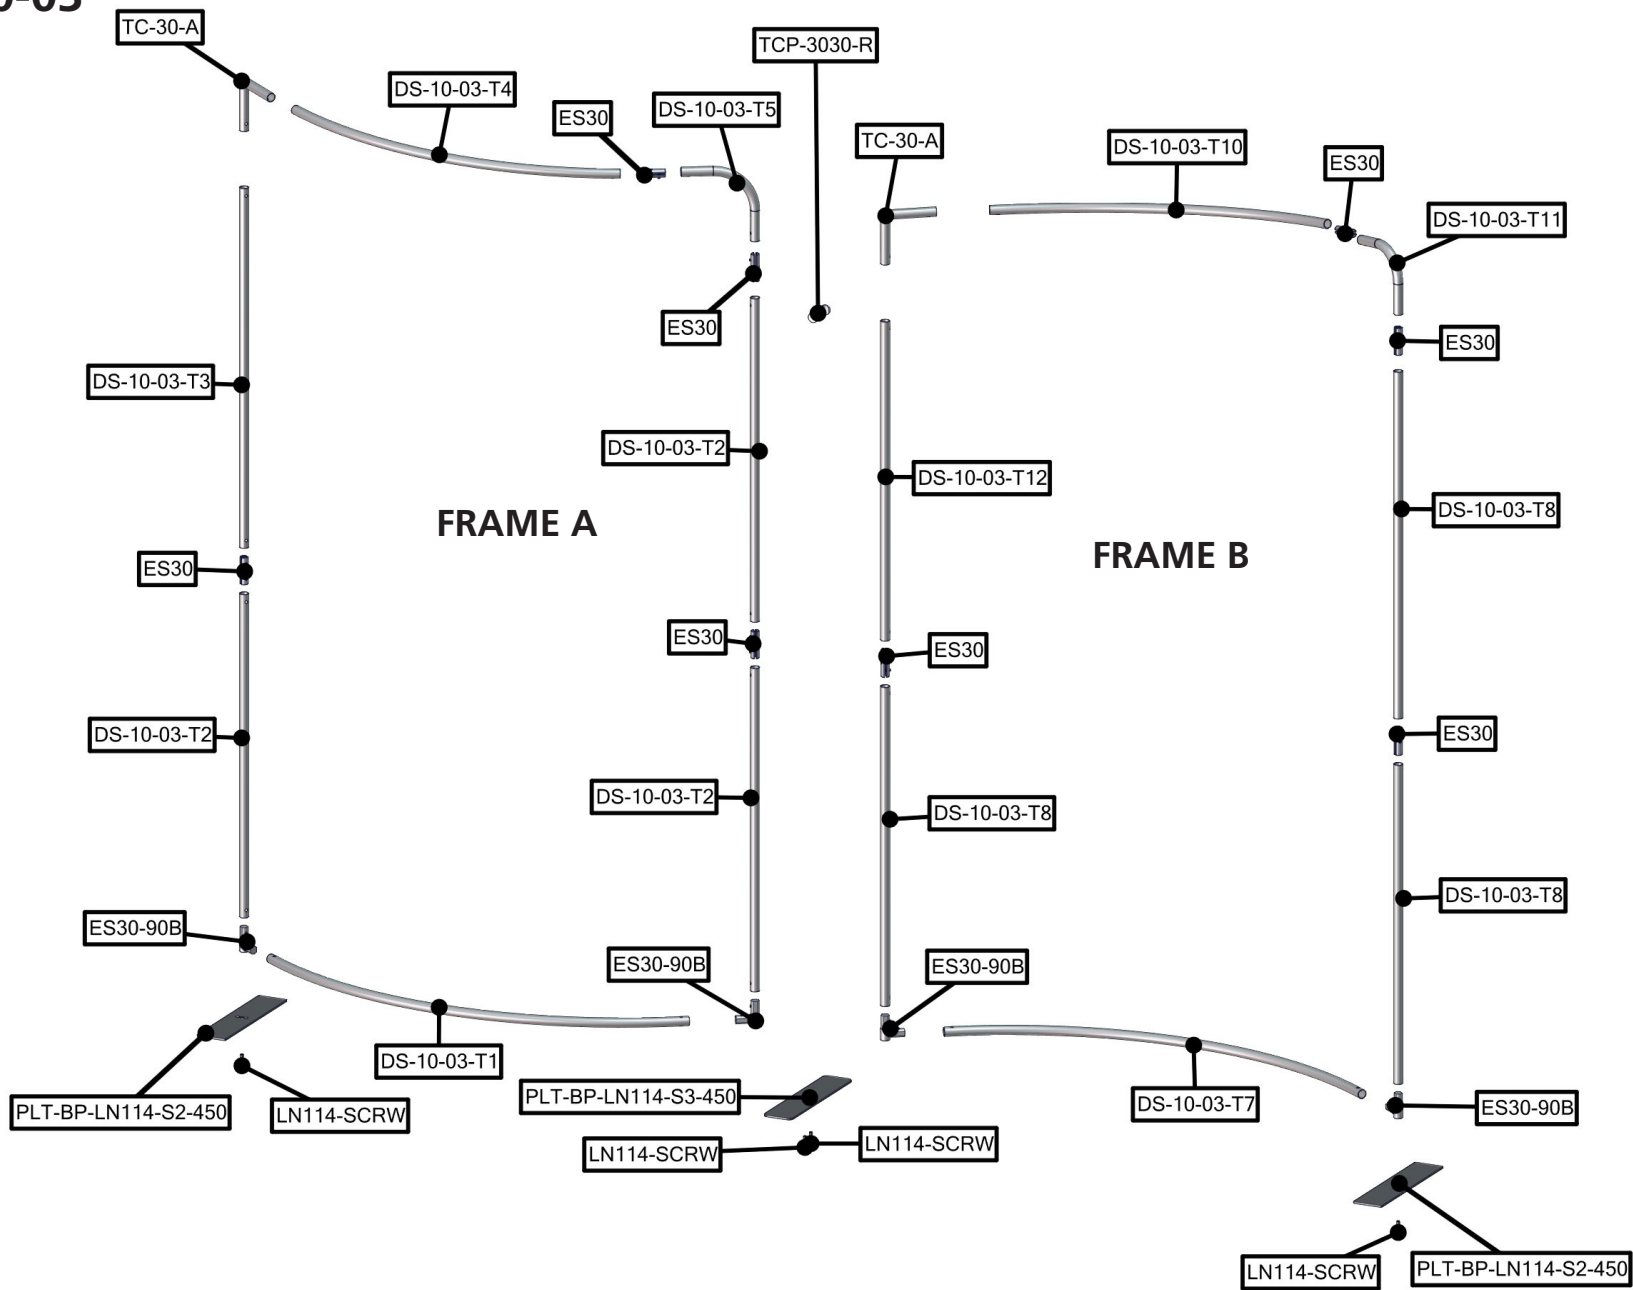 TC-30-A
TCP-3030-R
DS-10-03-T4
ES30
DS-10-03-T5
TC-30-A
DS-10-03-T10
ES30
DS-10-03-T11
ES30
ES30
DS-10-03-T3
DS-10-03-T2
DS-10-03-T12
DS-10-03-T8
FRAME A
FRAME B
ES30
ES30
ES30
ES30
DS-10-03-T2
DS-10-03-T2
DS-10-03-T8
DS-10-03-T8
ES30-90B
ES30-90B
ES30-90B
DS-10-03-T1
PLT-BP-LN114-S2-450
LN114-SCRW
PLT-BP-LN114-S3-450
DS-10-03-T7
ES30-90B
LN114-SCRW
LN114-SCRW
LN114-SCRW
PLT-BP-LN114-S2-450